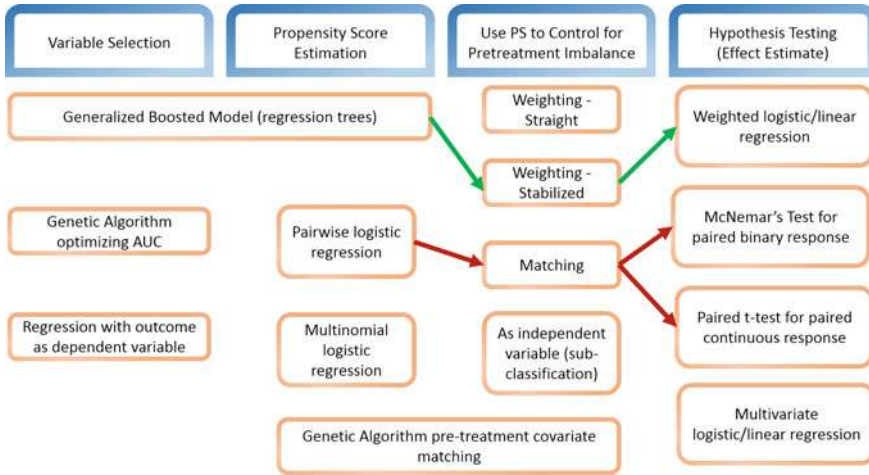 Variable Selection
Propensity Score
Estimation
Use PS to Control for
Pretreatment Imbalance
Hypothesis Testing
(Effect Estimate)
Generalized Boosted Model (regression trees)
Weighting -
Straight
Weighted logistic/linear
regression
Weighting -
Stabilized
Genetic Algorithm
optimizing AUC
Pairwise logistic
regression
Matching
McNemar's Test for
paired binary response
Regression with outcome
as dependent variable
Multinomial
logistic
regression
As independent
variable (sub-
classification)
Paired t-test for paired
continuous response
Genetic Algorithm pre-treatment covariate
matching
Multivariate
logistic/linear regression